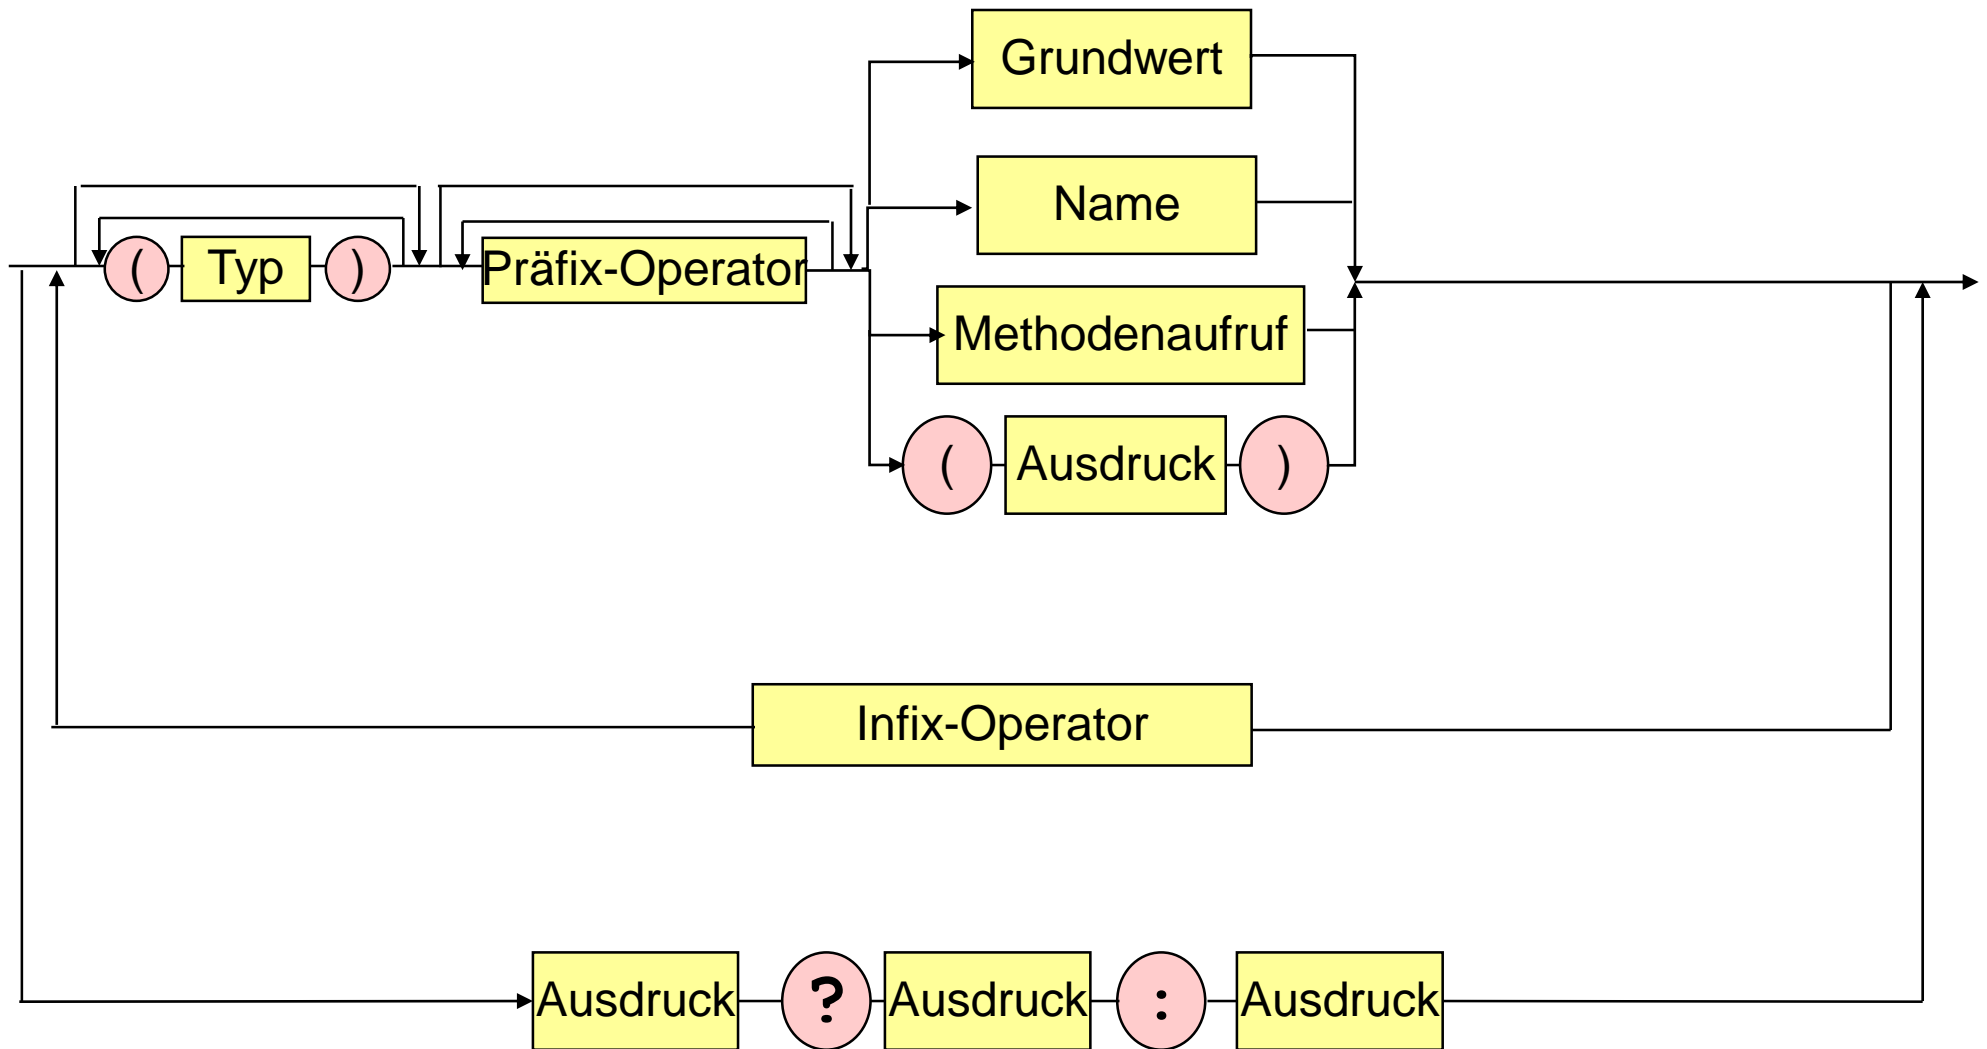 Grundwert
Name
( Typ ) Präfix-Operator
Methodenaufruf
( Ausdruck )
Infix-Operator
Ausdruck ? Ausdruck : Ausdruck